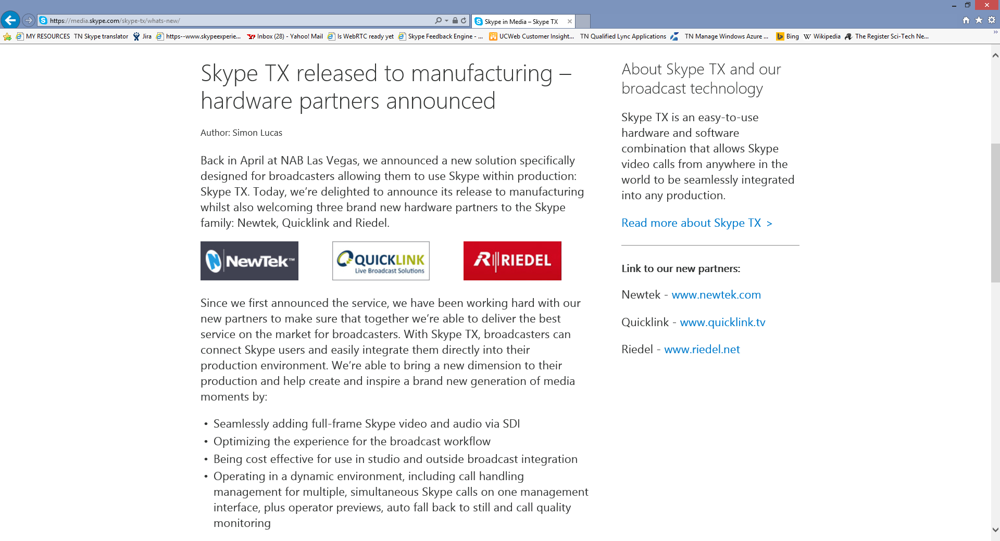 https://media.skype.com/skype-tx/whats-new/
Skype in Media – Skype TX
MY RESOURCES TN Skype translator Jira https--www.skypeexperie... Inbox (28) - Yahoo! Mail Is WebRTC ready yet Skype Feedback Engine - ... UCWeb Customer Insight... TN Qualified Lync Applications TN Manage Windows Azure ... Bing Wikipedia The Register Sci-Tech Ne...
Skype TX released to manufacturing –
hardware partners announced
Author: Simon Lucas
Back in April at NAB Las Vegas, we announced a new solution specifically
designed for broadcasters allowing them to use Skype within production:
Skype TX. Today, we’re delighted to announce its release to manufacturing
whilst also welcoming three brand new hardware partners to the Skype
family: Newtek, Quicklink and Riedel.
NewTek™
QUICKLINK
Live Broadcast Solutions
RIEDEL
Since we first announced the service, we have been working hard with our
new partners to make sure that together we’re able to deliver the best
service on the market for broadcasters. With Skype TX, broadcasters can
connect Skype users and easily integrate them directly into their
production environment. We’re able to bring a new dimension to their
production and help create and inspire a brand new generation of media
moments by:
• Seamlessly adding full-frame Skype video and audio via SDI
• Optimizing the experience for the broadcast workflow
• Being cost effective for use in studio and outside broadcast integration
• Operating in a dynamic environment, including call handling
management for multiple, simultaneous Skype calls on one management
interface, plus operator previews, auto fall back to still and call quality
monitoring
About Skype TX and our
broadcast technology
Skype TX is an easy-to-use
hardware and software
combination that allows Skype
video calls from anywhere in the
world to be seamlessly integrated
into any production.
Read more about Skype TX >
Link to our new partners:
Newtek - www.newtek.com
Quicklink - www.quicklink.tv
Riedel - www.riedel.net